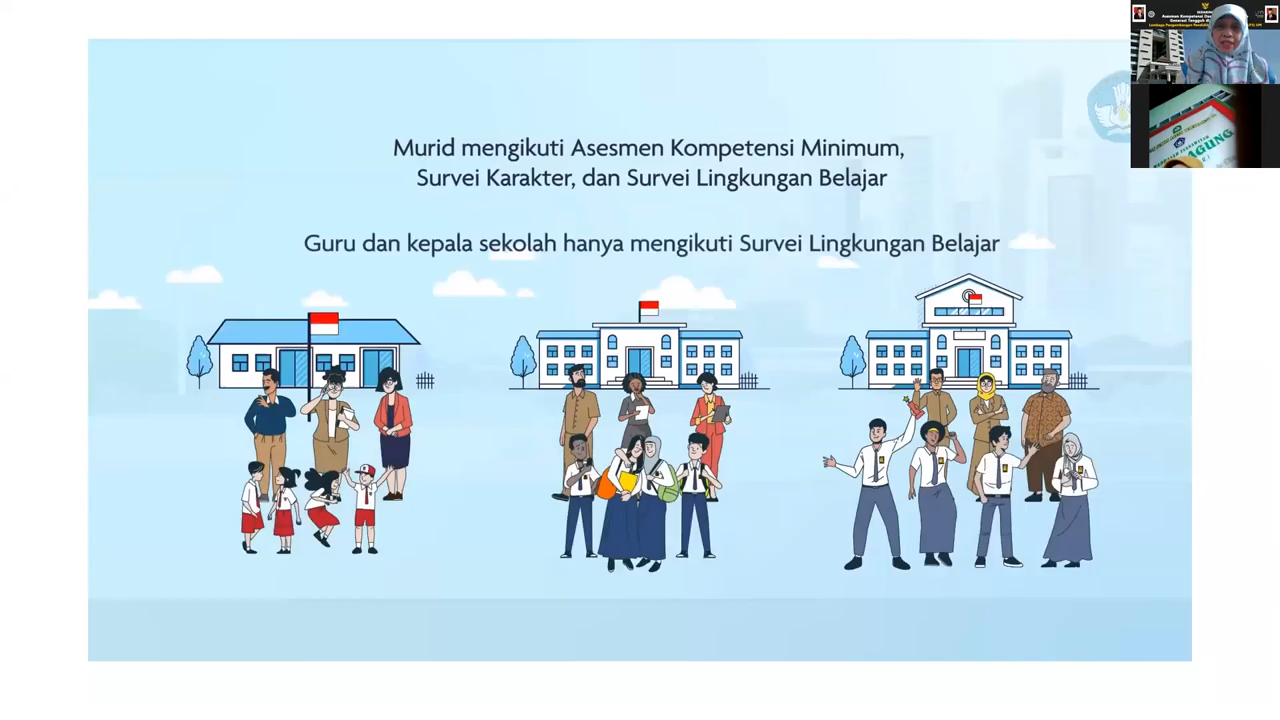 Murid mengikuti Asesmen Kompetensi Minimum,
Survei Karakter, dan Survei Lingkungan Belajar
Guru dan kepala sekolah hanya mengikuti Survei Lingkungan Belajar
AGUNG